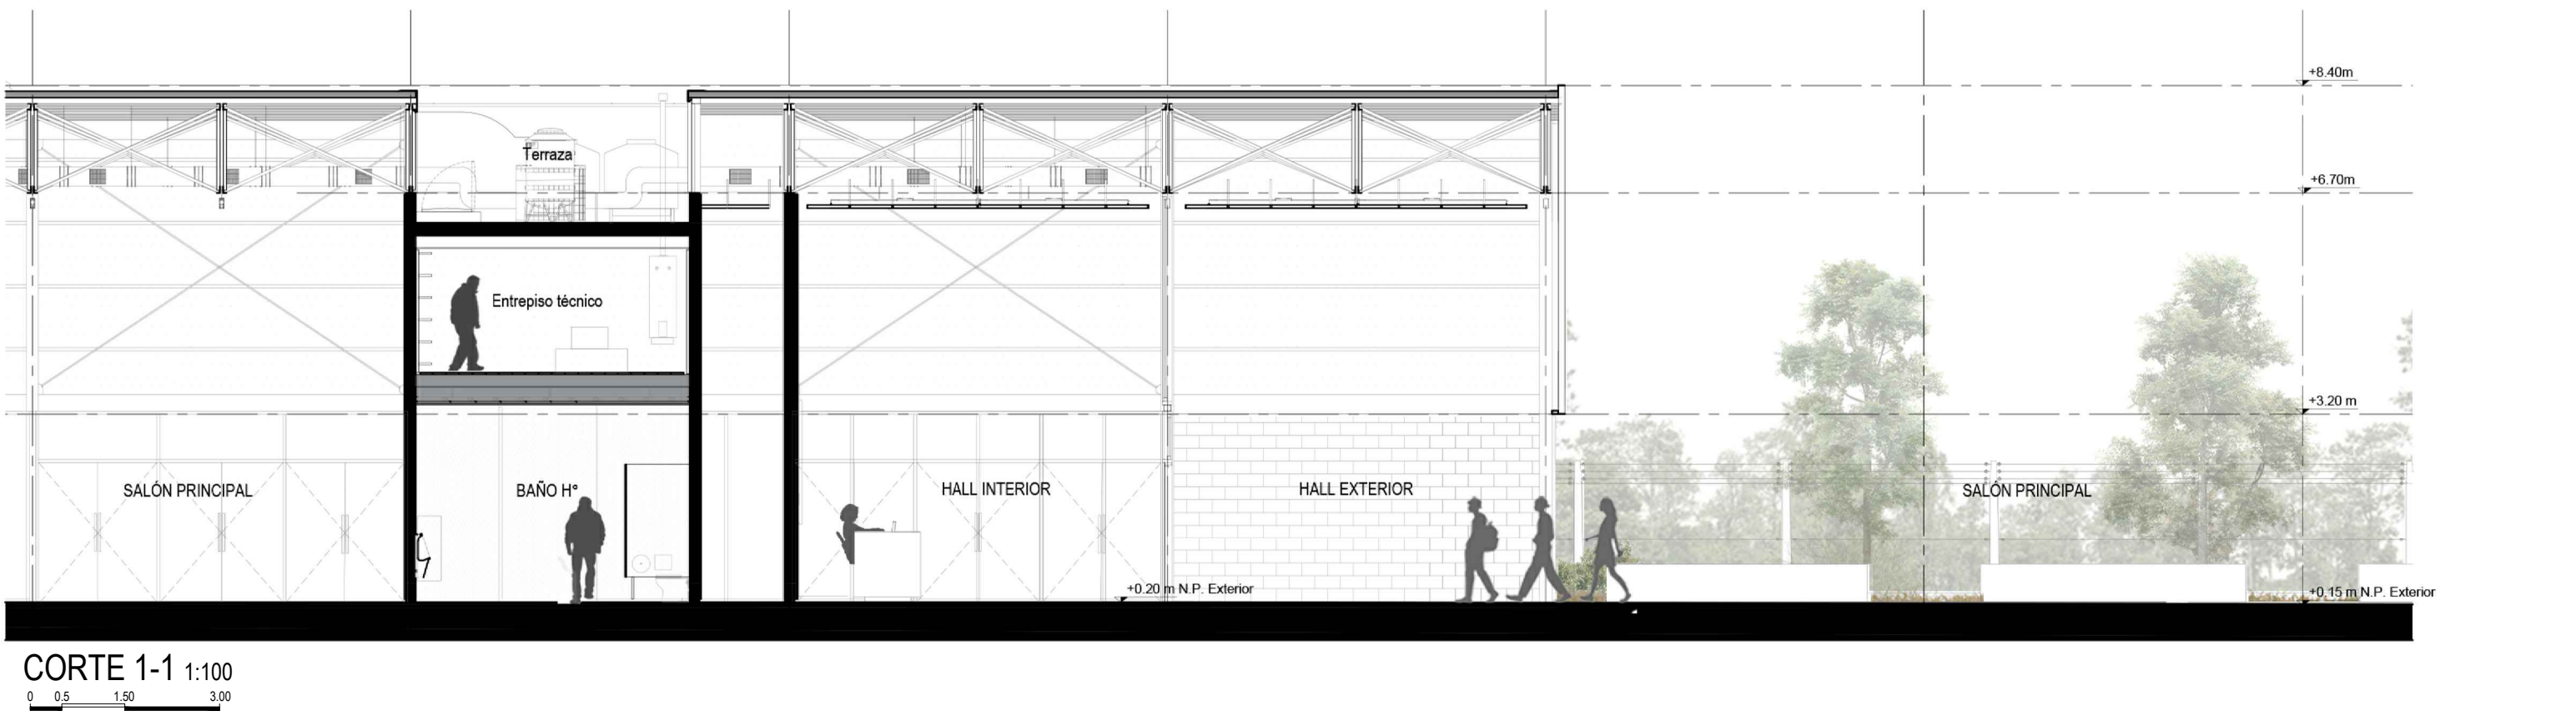 +8.40m
Terraza
+6.70m
Entrepiso técnico
+3.20 m
SALÓN PRINCIPAL
BAÑO H°
HALL INTERIOR
HALL EXTERIOR
SALÓN PRINCIPAL
+0.20 m N.P. Exterior
+0.15 m N.P. Exterior
CORTE 1-1 1:100
0 0.5 1.50 3.00